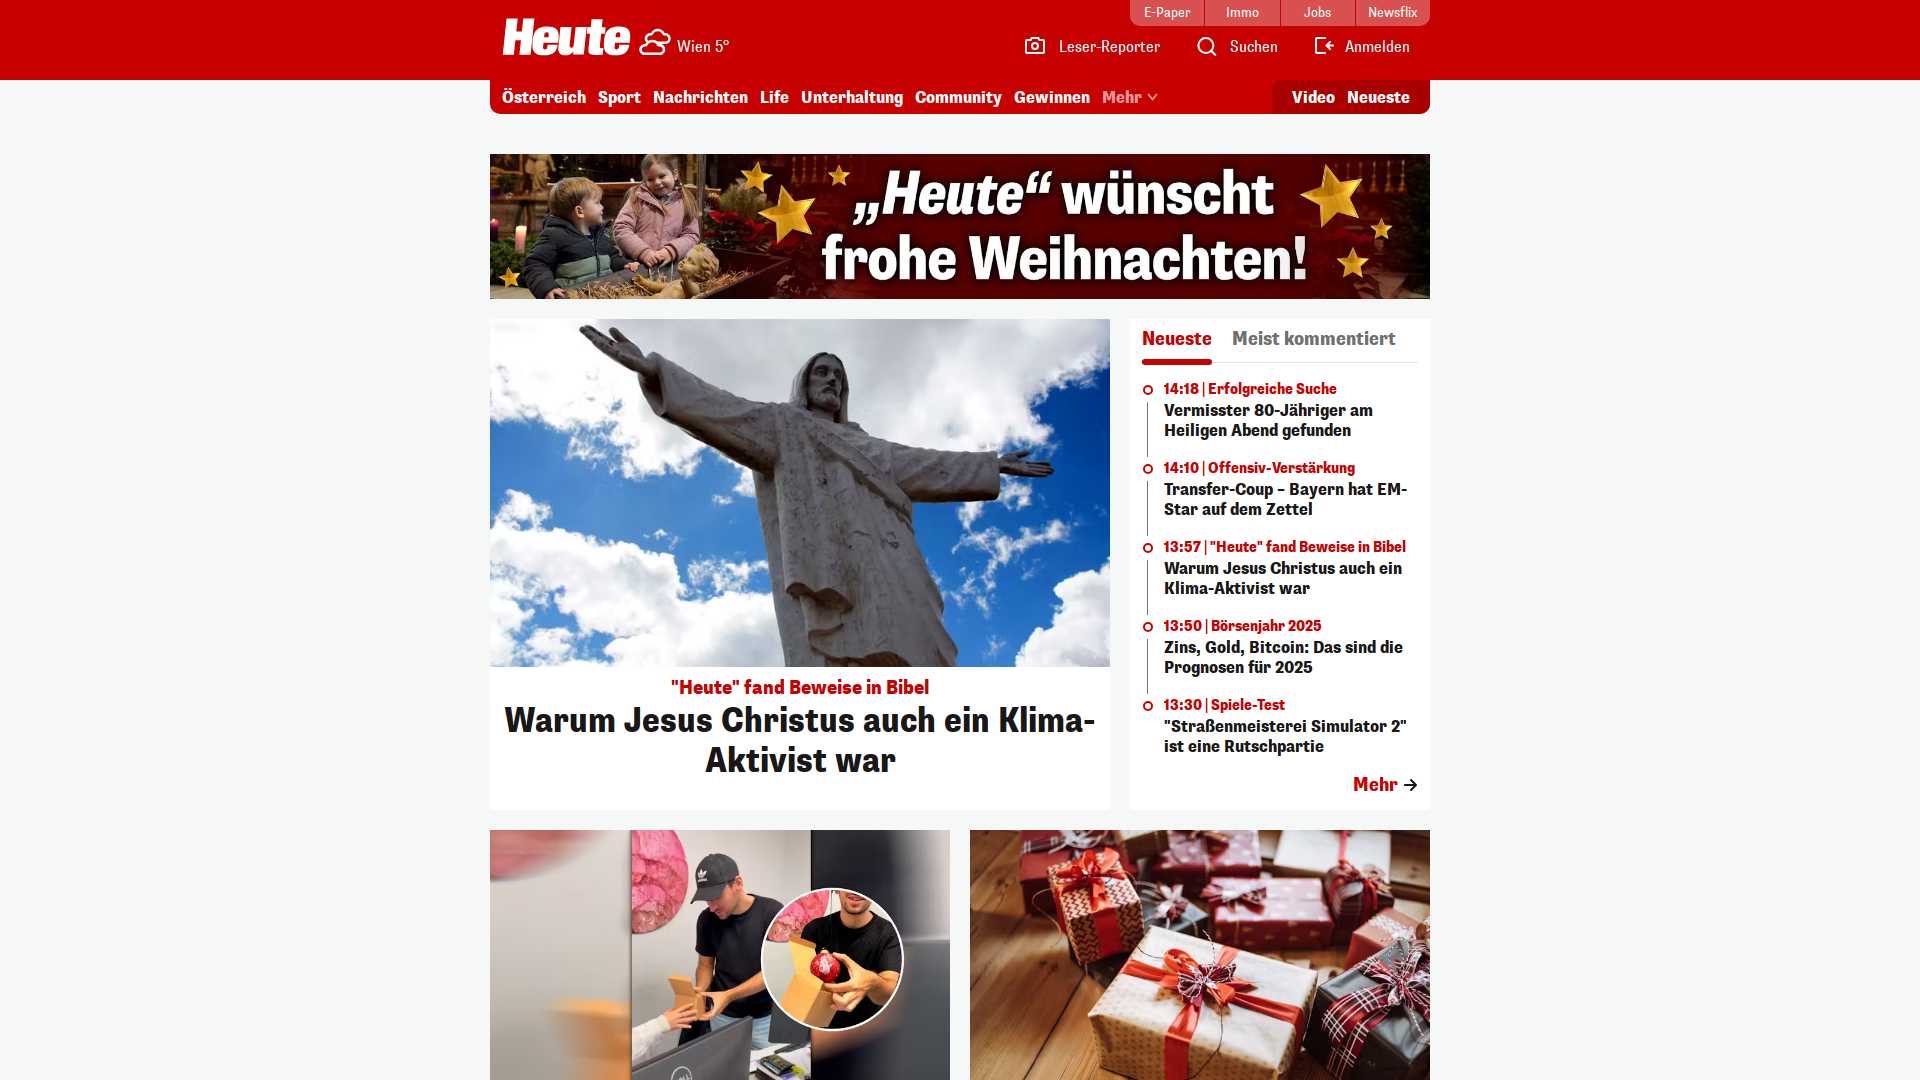 E-Paper
Immo
Jobs
Newsflix
Heute
Wien 5°
Leser-Reporter
Suchen
Anmelden
Österreich
Sport
Nachrichten
Life
Unterhaltung
Community
Gewinnen
Mehr
Video
Neueste
„Heute“ wünscht
frohe Weihnachten!
"Heute" fand Beweise in Bibel
Warum Jesus Christus auch ein Klima-
Aktivist war
Neueste
Meist kommentiert
14:18 | Erfolgreiche Suche
Vermisster 80-Jähriger am
Heiligen Abend gefunden
14:10 | Offensiv-Verstärkung
Transfer-Coup – Bayern hat EM-
Star auf dem Zettel
13:57 | "Heute" fand Beweise in Bibel
Warum Jesus Christus auch ein
Klima-Aktivist war
13:50 | Börsenjahr 2025
Zins, Gold, Bitcoin: Das sind die
Prognosen für 2025
13:30 | Spiele-Test
"Straßenmeisterei Simulator 2"
ist eine Rutschpartie
Mehr